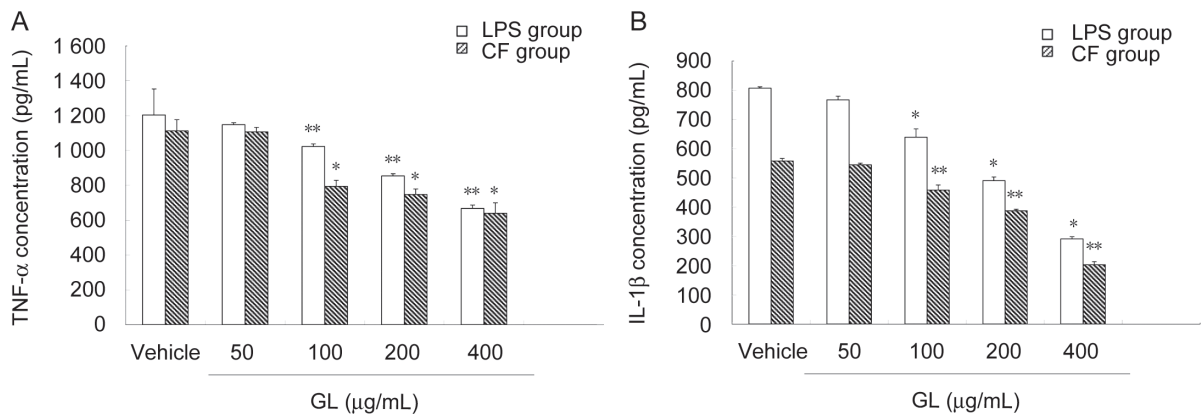 A
TNF-α concentration (pg/mL)
1 600
1 400
1 200
1 000
800
600
400
200
0
LPS group
CF group
**
*
**
*
**
*
Vehicle 50 100 200 400
GL (μg/mL)
B
IL-1β concentration (pg/mL)
900
800
700
600
500
400
300
200
100
0
LPS group
CF group
*
**
*
**
*
**
Vehicle 50 100 200 400
GL (μg/mL)